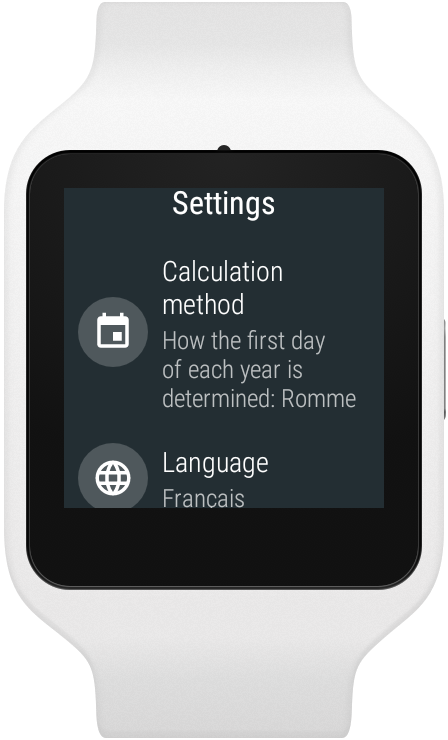 Settings
Calculation
method
How the first day
of each year is
determined: Romme
Language
Francais